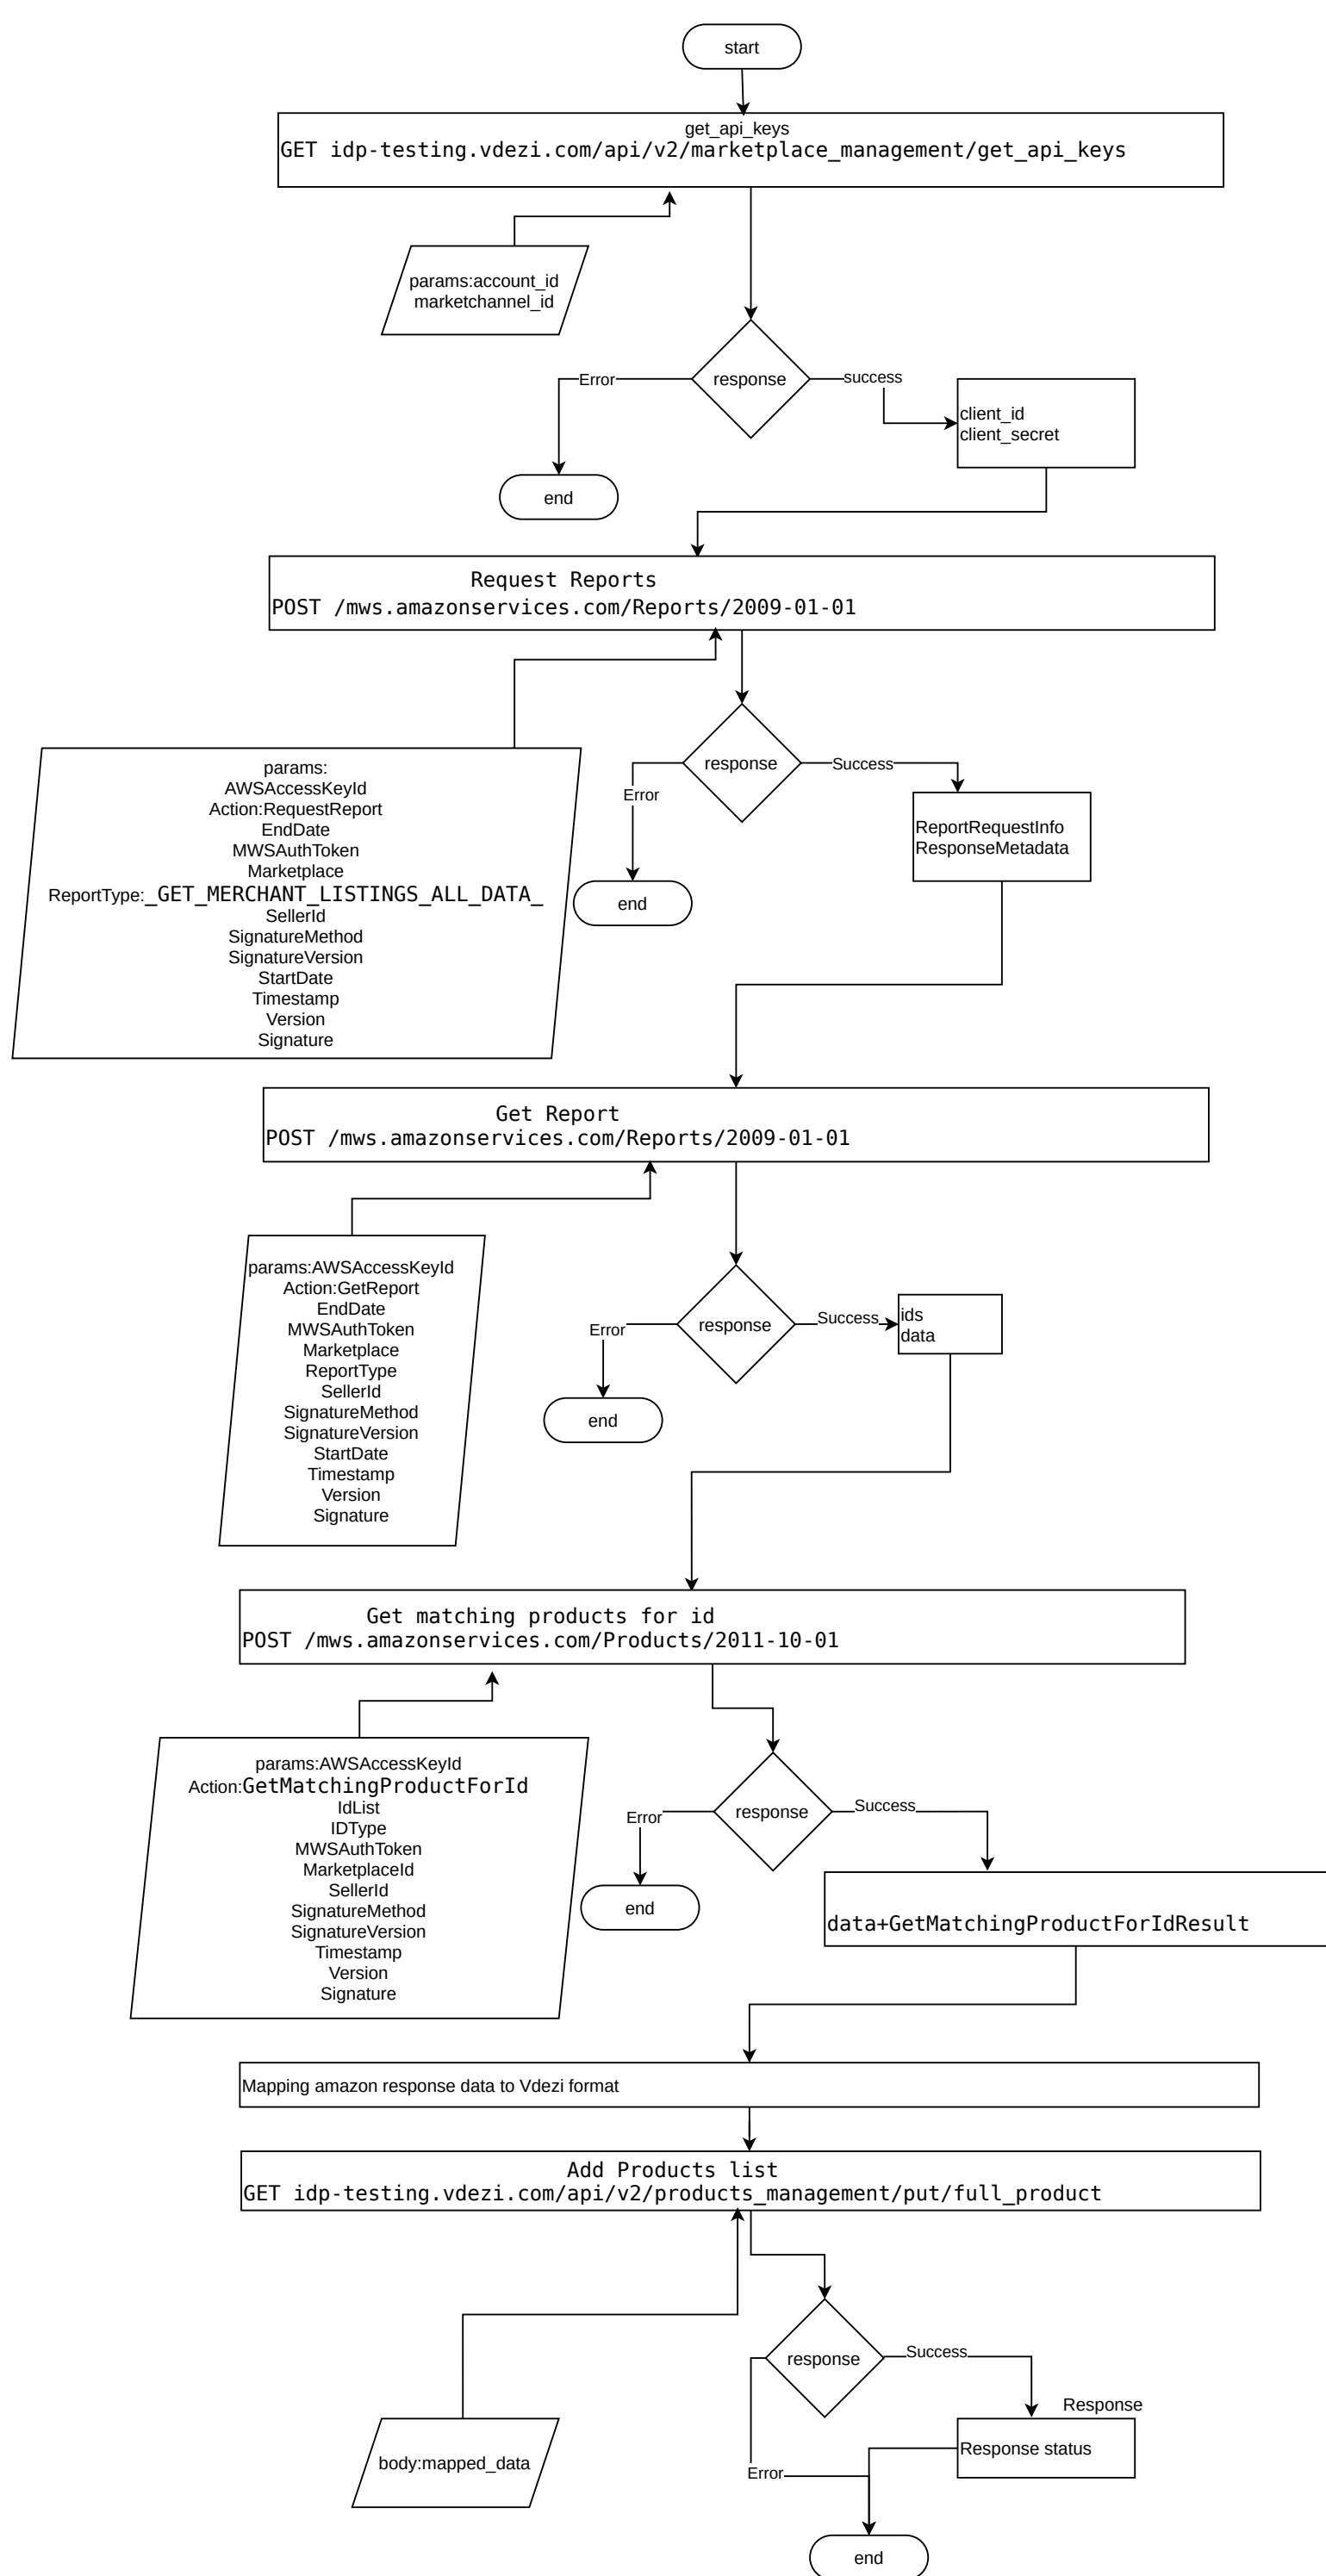 start
get_api_keys
GET idp-testing.vdezi.com/api/v2/marketplace_management/get_api_keys
params:account_id
marketchannel_id
response
Error
success
client_id
client_secret
end
Request Reports
POST /mws.amazonservices.com/Reports/2009-01-01
params:
AWSAccessKeyId
Action:RequestReport
EndDate
MWSAuthToken
Marketplace
ReportType:_GET_MERCHANT_LISTINGS_ALL_DATA_
SellerId
SignatureMethod
SignatureVersion
StartDate
Timestamp
Version
Signature
response
Error
Success
ReportRequestInfo
ResponseMetadata
end
Get Report
POST /mws.amazonservices.com/Reports/2009-01-01
params:AWSAccessKeyId
Action:GetReport
EndDate
MWSAuthToken
Marketplace
ReportType
SellerId
SignatureMethod
SignatureVersion
StartDate
Timestamp
Version
Signature
response
Error
Success
ids
data
end
Get matching products for id
POST /mws.amazonservices.com/Products/2011-10-01
params:AWSAccessKeyId
Action:GetMatchingProductForId
IdList
IDType
MWSAuthToken
MarketplaceId
SellerId
SignatureMethod
SignatureVersion
Timestamp
Version
Signature
response
Error
Success
end
data+GetMatchingProductForIdResult
Mapping amazon response data to Vdezi format
Add Products list
GET idp-testing.vdezi.com/api/v2/products_management/put/full_product
response
Success
Response
Response status
body:mapped_data
Error
end